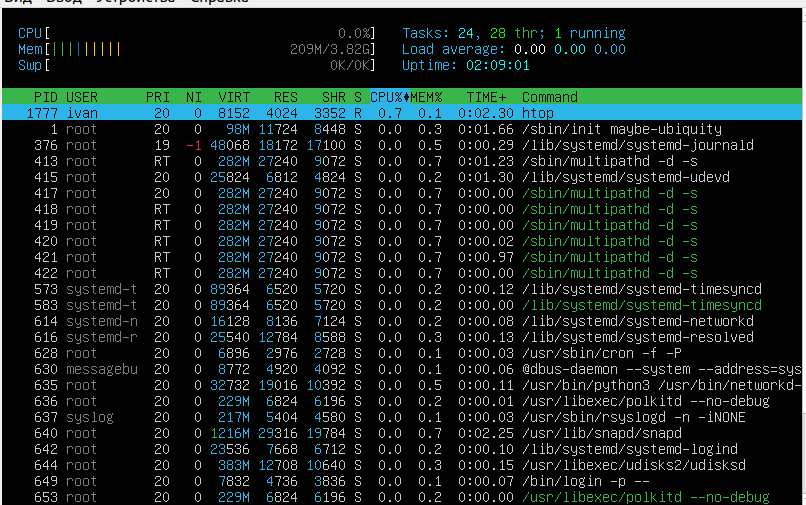 Вид Ввод Устройства Справка
CPU[ 0.0%] Tasks: 24, 28 thr; 1 running
Mem[|||||||||| 209M/3.82G] Load average: 0.00 0.00 0.00
Swp[ 0K/0K] Uptime: 02:09:01
PID USER PRI NI VIRT RES SHR S CPU%♦MEM% TIME+ Command
1777 ivan 20 0 8152 4024 3352 R 0.7 0.1 0:02.30 htop
1 root 20 0 98M 11724 8448 S 0.0 0.3 0:01.66 /sbin/init maybe-ubiquity
376 root 19 -1 48068 18172 17100 S 0.0 0.5 0:00.29 /lib/systemd/systemd-journald
413 root RT 0 282M 27240 9072 S 0.0 0.7 0:01.23 /sbin/multipathd -d -s
415 root 20 0 25824 6812 4824 S 0.0 0.2 0:01.30 /lib/systemd/systemd-udevd
417 root 20 0 282M 27240 9072 S 0.0 0.7 0:00.00 /sbin/multipathd -d -s
418 root RT 0 282M 27240 9072 S 0.0 0.7 0:00.00 /sbin/multipathd -d -s
419 root RT 0 282M 27240 9072 S 0.0 0.7 0:00.00 /sbin/multipathd -d -s
420 root RT 0 282M 27240 9072 S 0.0 0.7 0:00.02 /sbin/multipathd -d -s
421 root RT 0 282M 27240 9072 S 0.0 0.7 0:00.97 /sbin/multipathd -d -s
422 root RT 0 282M 27240 9072 S 0.0 0.7 0:00.00 /sbin/multipathd -d -s
573 systemd-t 20 0 89364 6520 5720 S 0.0 0.2 0:00.12 /lib/systemd/systemd-timesyncd
583 systemd-t 20 0 89364 6520 5720 S 0.0 0.2 0:00.00 /lib/systemd/systemd-timesyncd
614 systemd-n 20 0 16128 8136 7124 S 0.0 0.2 0:00.08 /lib/systemd/systemd-networkd
616 systemd-r 20 0 25540 12784 8588 S 0.0 0.3 0:00.13 /lib/systemd/systemd-resolved
628 root 20 0 6896 2976 2728 S 0.0 0.1 0:00.03 /usr/sbin/cron -f -P
630 messagebu 20 0 8772 4920 4092 S 0.0 0.1 0:00.06 @dbus-daemon --system --address=sys
635 root 20 0 32732 19016 10392 S 0.0 0.5 0:00.11 /usr/bin/python3 /usr/bin/networkd-
636 root 20 0 229M 6824 6196 S 0.0 0.2 0:00.01 /usr/libexec/polkitd --no-debug
637 syslog 20 0 217M 5404 4580 S 0.0 0.1 0:00.03 /usr/sbin/rsyslogd -n -iNONE
640 root 20 0 1216M 29316 19784 S 0.0 0.7 0:02.25 /usr/lib/snapd/snapd
642 root 20 0 23536 7668 6712 S 0.0 0.2 0:00.10 /lib/systemd/systemd-logind
644 root 20 0 383M 12708 10640 S 0.0 0.3 0:00.15 /usr/libexec/udisks2/udisksd
649 root 20 0 7832 4736 3836 S 0.0 0.1 0:00.07 /bin/login -p --
653 root 20 0 229M 6824 6196 S 0.0 0.2 0:00.00 /usr/libexec/polkitd --no-debug